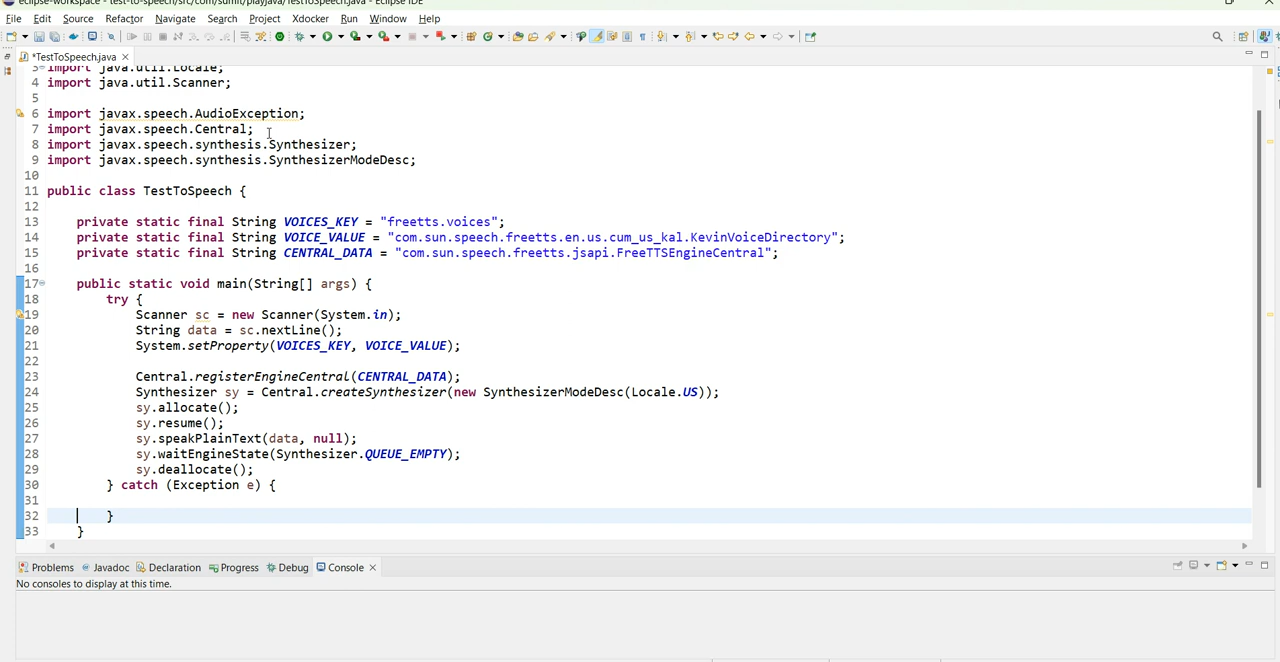 eclipse-workspace - test-to-speech/src/com/sumit/playjava/TestToSpeech.java - Eclipse IDE
File Edit Source Refactor Navigate Search Project Xdocker Run Window Help
*TestToSpeech.java
3 import java.util.Locale;
4 import java.util.Scanner;
5
6 import javax.speech.AudioException;
7 import javax.speech.Central;
8 import javax.speech.synthesis.Synthesizer;
9 import javax.speech.synthesis.SynthesizerModeDesc;
10
11 public class TestToSpeech {
12
13 private static final String VOICES_KEY = "freetts.voices";
14 private static final String VOICE_VALUE = "com.sun.speech.freetts.en.us.cum_us_kal.KevinVoiceDirectory";
15 private static final String CENTRAL_DATA = "com.sun.speech.freetts.jsapi.FreeTTSEngineCentral";
16
17 public static void main(String[] args) {
18 try {
19 Scanner sc = new Scanner(System.in);
20 String data = sc.nextLine();
21 System.setProperty(VOICES_KEY, VOICE_VALUE);
22
23 Central.registerEngineCentral(CENTRAL_DATA);
24 Synthesizer sy = Central.createSynthesizer(new SynthesizerModeDesc(Locale.US));
25 sy.allocate();
26 sy.resume();
27 sy.speakPlainText(data, null);
28 sy.waitEngineState(Synthesizer.QUEUE_EMPTY);
29 sy.deallocate();
30 } catch (Exception e) {
31
32 }
33 }
Problems Javadoc Declaration Progress Debug Console
No consoles to display at this time.